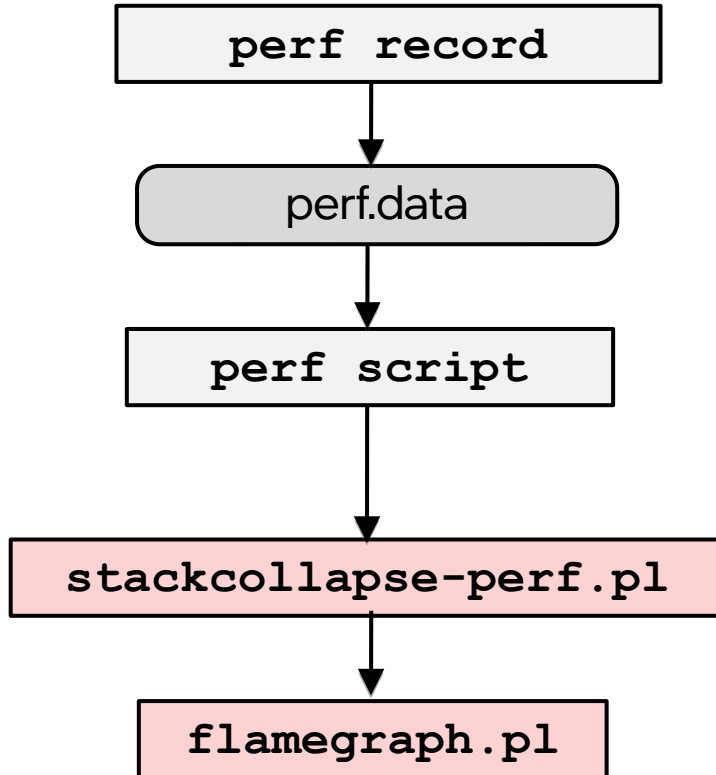 perf record
perf.data
perf script
stackcollapse-perf.pl
flamegraph.pl